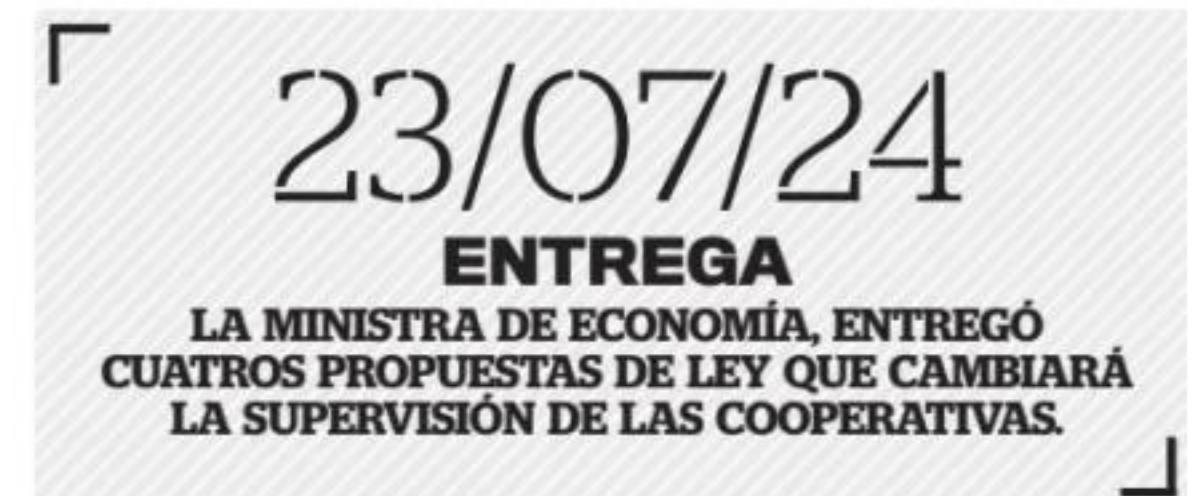 23/07/24
ENTREGA
LA MINISTRA DE ECONOMÍA, ENTREGÓ
CUATROS PROPUESTAS DE LEY QUE CAMBIARÁ
LA SUPERVISIÓN DE LAS COOPERATIVAS.